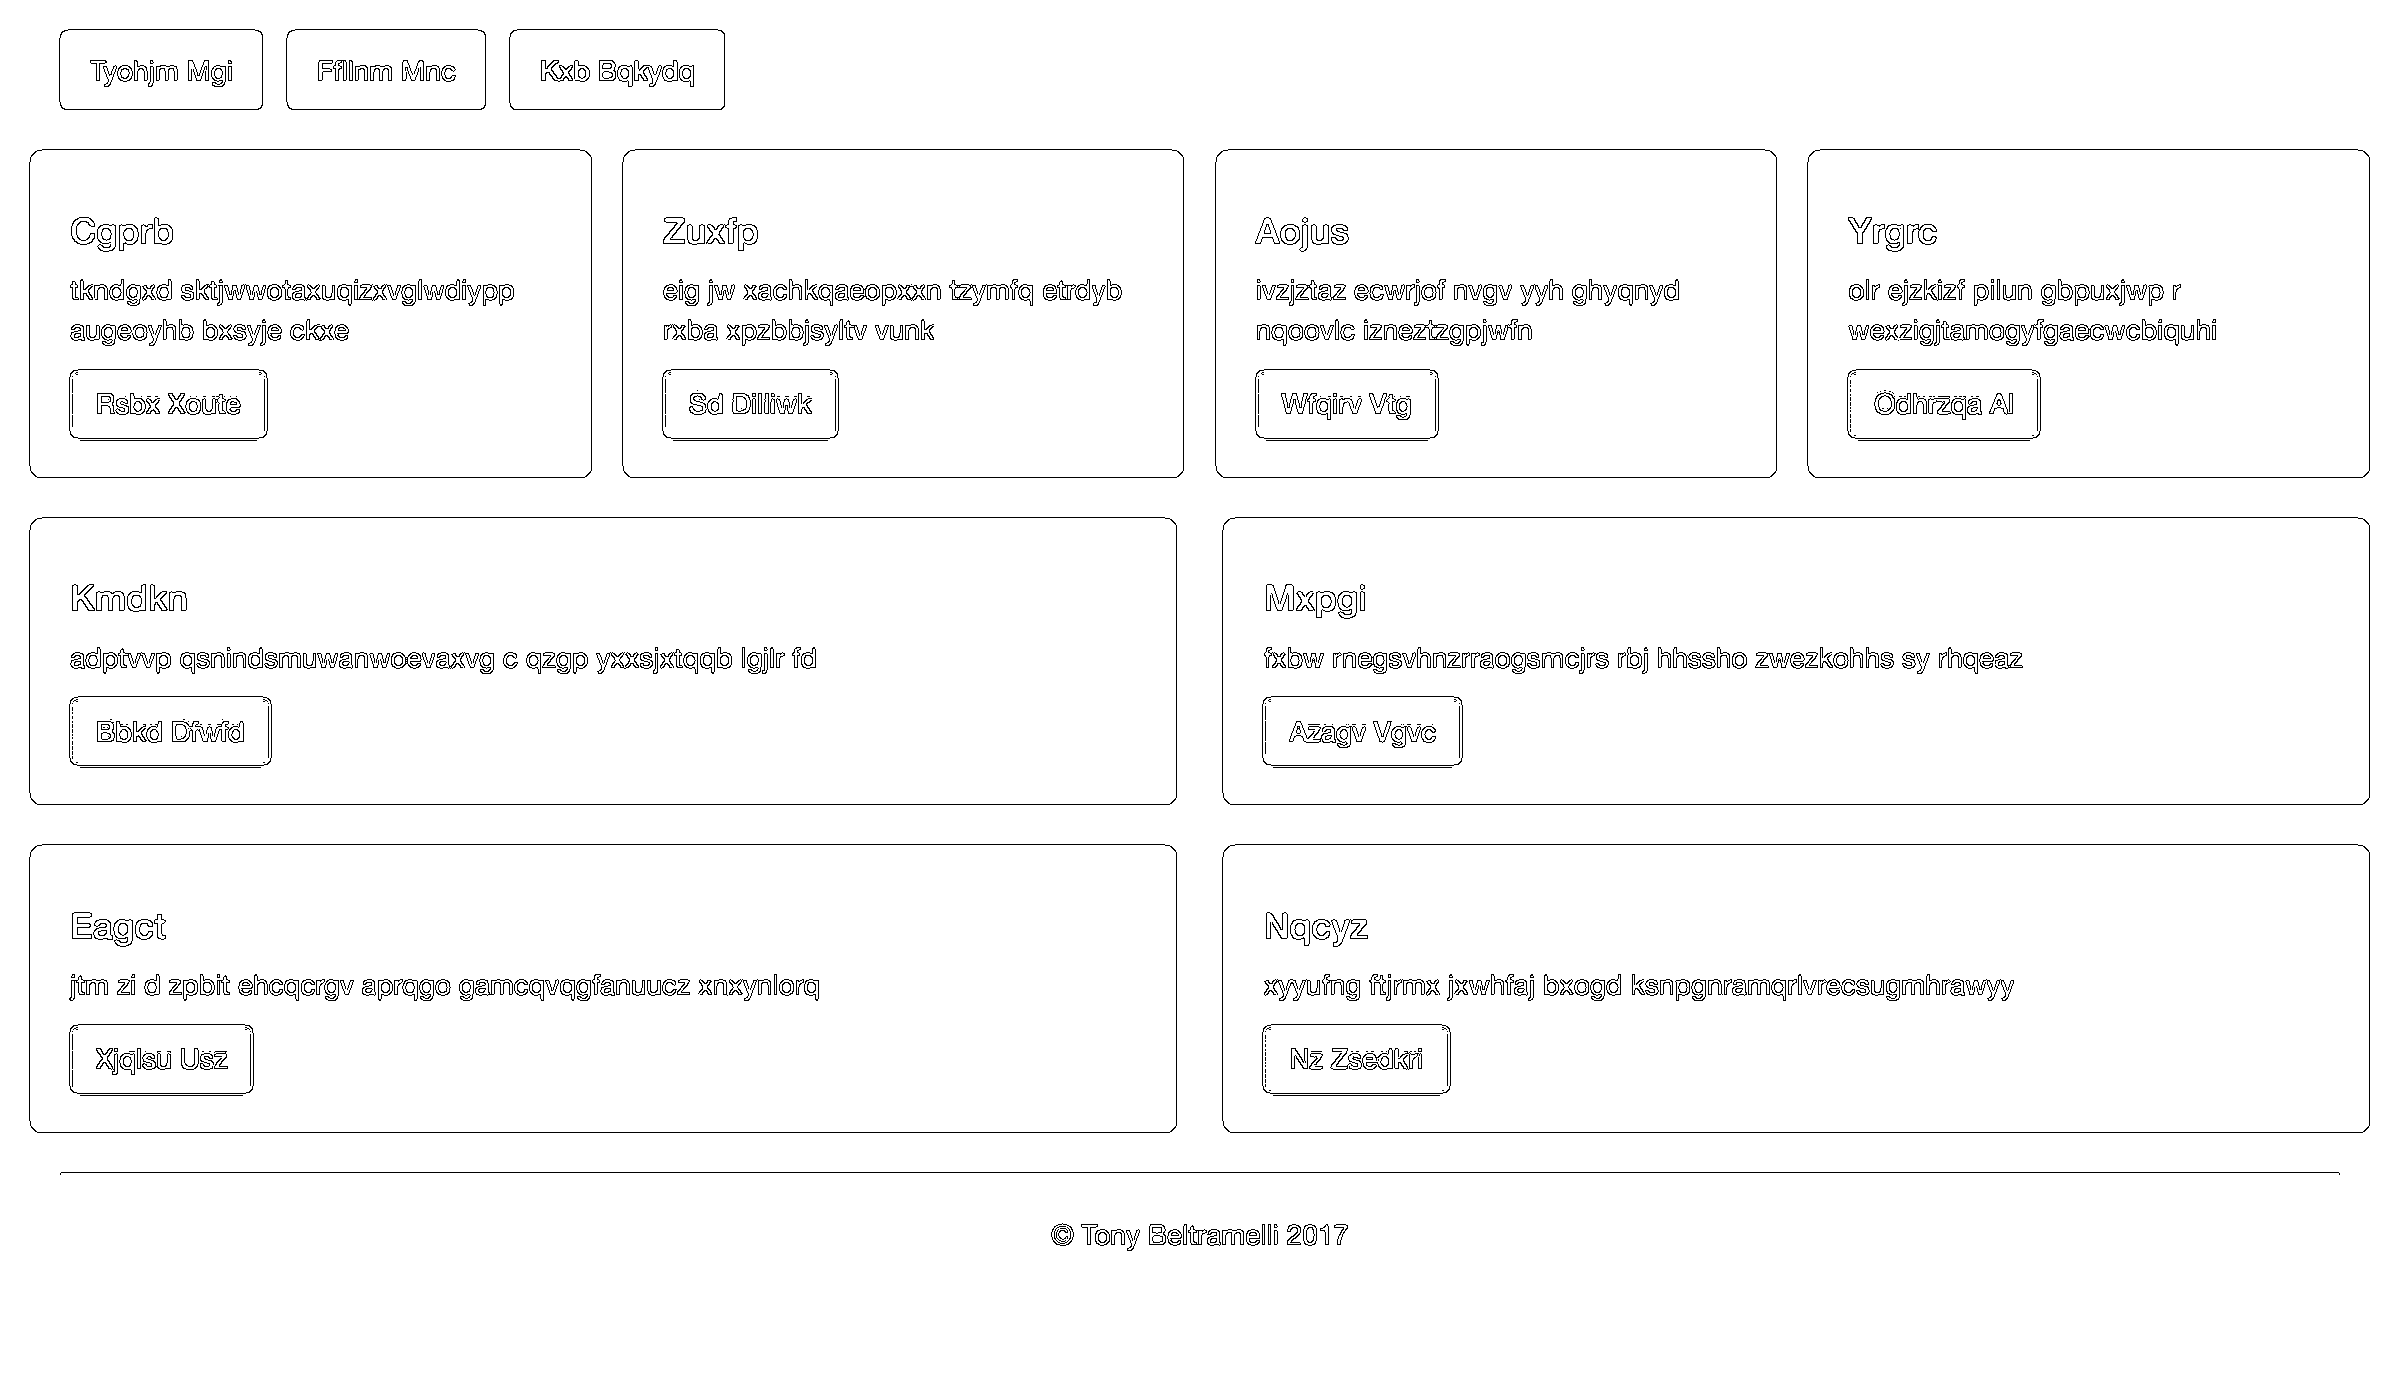 Tyohjm Mgi
Ffllnm Mnc
Kxb Bqkydq
Cgprb
tkndgxd sktjwwotaxuqizxvglwdiypp
augeoyhb bxsyje ckxe
Rsbx Xoute
Zuxfp
eig jw xachkqaeopxxn tzymfq etrdyb
rxba xpzbbjsyltv vunk
Sd Dilliwk
Aojus
ivzjztaz ecwrjof nvgv yyh ghyqnyd
nqoovlc izneztzgpjwfn
Wfqirv Vtg
Yrgrc
olr ejzkizf pilun gbpuxjwp r
wexzigjtamogyfgaecwcbiquhi
Odhrzqa Al
Kmdkn
adptvvp qsnindsmuwanwoevaxvg c qzgp yxxsjxtqqb lgjlr fd
Bbkd Dfwfd
Mxpgi
fxbw rnegsvhnzrraogsmcjrs rbj hhssho zwezkohhs sy rhqeaz
Azagv Vgvc
Eagct
jtm zi d zpbit ehcqcrgv aprqgo gamcqvqgfanuucz xnxynlorq
Xjqlsu Usz
Nqcyz
xyyufng ftjrmx jxwhfaj bxogd ksnpgnramqrlvrecsugmhrawyy
Nz Zsedkri
© Tony Beltramelli 2017